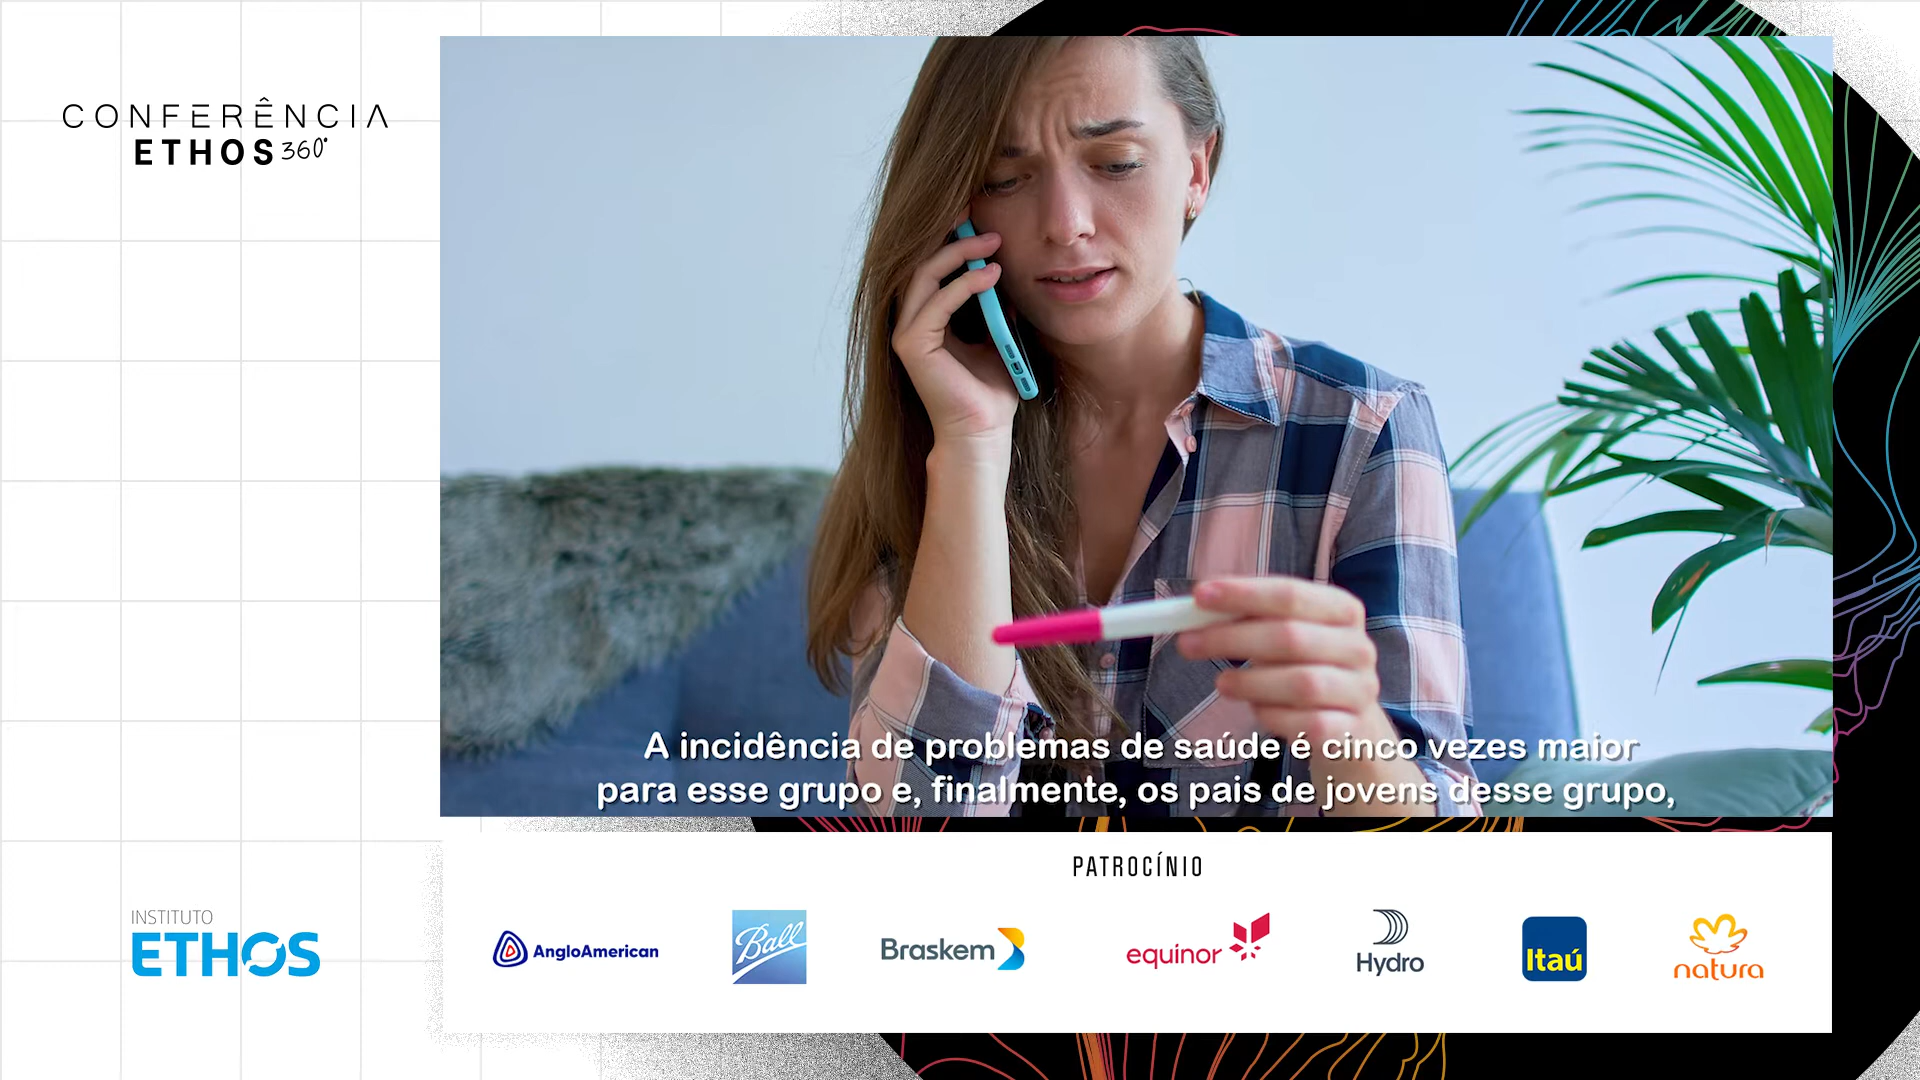 CONFERÊNCIA
ETHOS 360°
A incidência de problemas de saúde é cinco vezes maior
para esse grupo e, finalmente, os pais de jovens desse grupo,
PATROCÍNIO
INSTITUTO
ETHOS
AngloAmerican
Ball
Braskem
equinor
Hydro
Itaú
natura